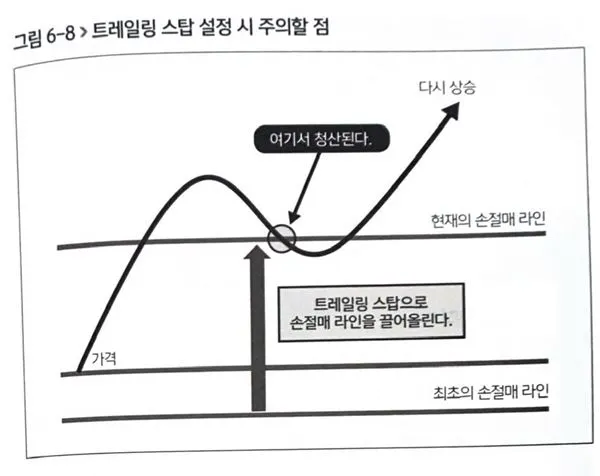 그림 6-8 > 트레일링 스탑 설정 시 주의할 점
다시 상승
여기서 청산된다.
현재의 손절매 라인
트레일링 스탑으로
손절매 라인을 끌어올린다.
가격
최초의 손절매 라인